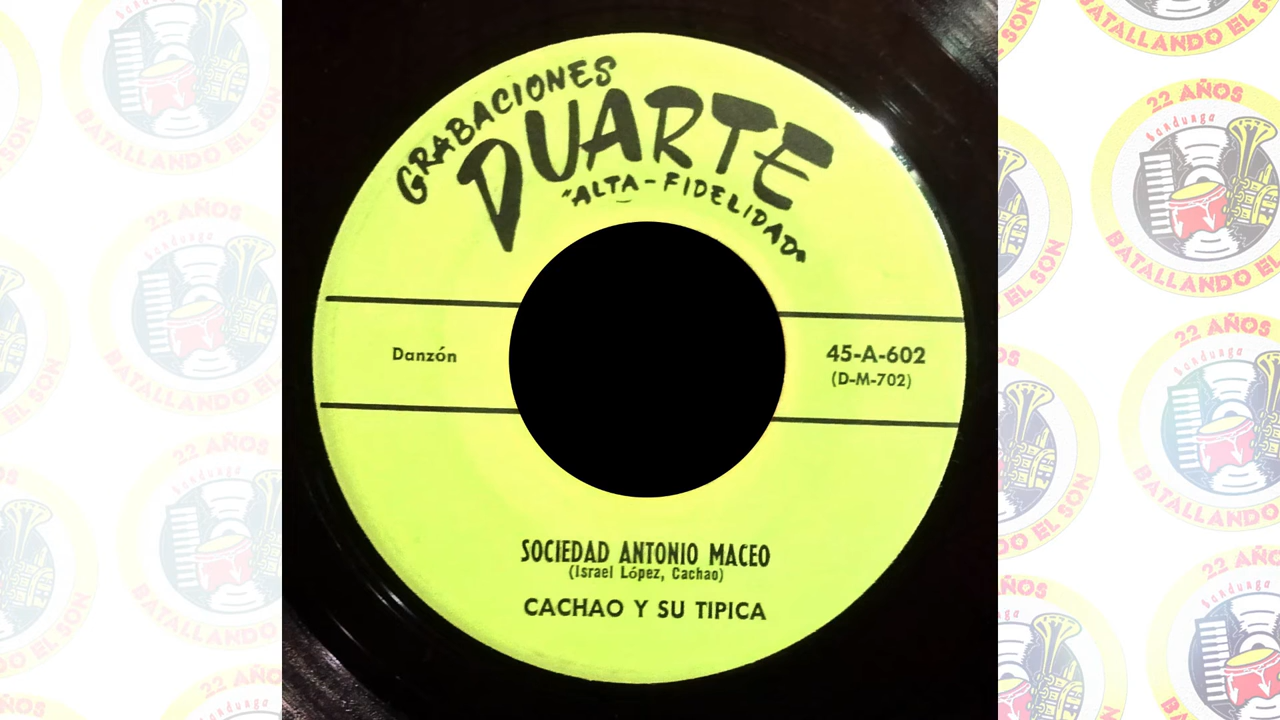 GRABACIONES
DUARTE
"ALTA-FIDELIDAD"
Danzón
45-A-602
(D-M-702)
SOCIEDAD ANTONIO MACEO
(Israel López, Cachao)
CACHAO Y SU TIPICA
22 AÑOS
Sandunga
BATALLANDO EL SON